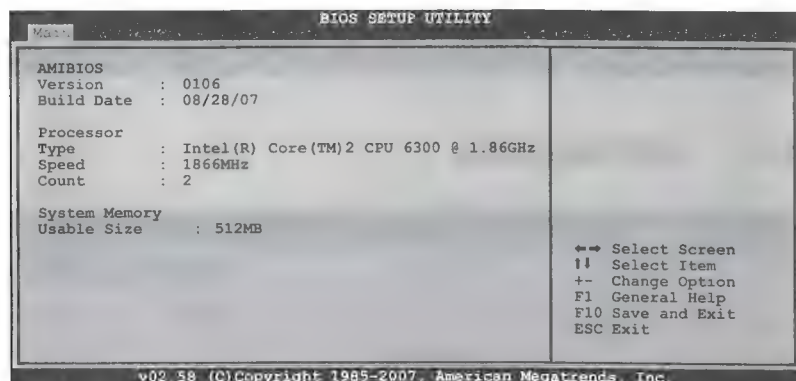 BIOS SETUP UTILITY
Main
AMIBIOS
Version : 0106
Build Date : 08/28/07
Processor
Type : Intel(R) Core(TM)2 CPU 6300 @ 1.86GHz
Speed : 1866MHz
Count : 2
System Memory
Usable Size : 512MB
←→ Select Screen
↑↓ Select Item
+- Change Option
F1 General Help
F10 Save and Exit
ESC Exit
v02.58 (C)Copyright 1985-2007, American Megatrends, Inc.